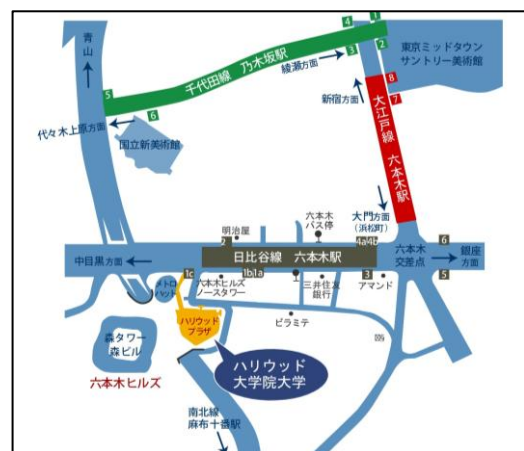 青山
4
1
千代田線 乃木坂駅
綾瀬方面
3
2
東京ミッドタウン
サントリー美術館
5
6
新宿方面
8
7
代々木上原方面
国立新美術館
大江戸線 六本木駅
大門方面
(浜松町)
明治屋
六本木
バス停
2
4a
4b
日比谷線 六本木駅
中目黒方面
六本木
交差点
6
銀座
方面
5
1c
メトロ
ハット
六本木ヒルズ
ノースタワー
1b
1a
三井住友
銀行
3
アマンド
ハリウッド
プラザ
ピラミデ
森タワー
森ビル
六本木ヒルズ
ハリウッド
大学院大学
南北線
麻布十番駅